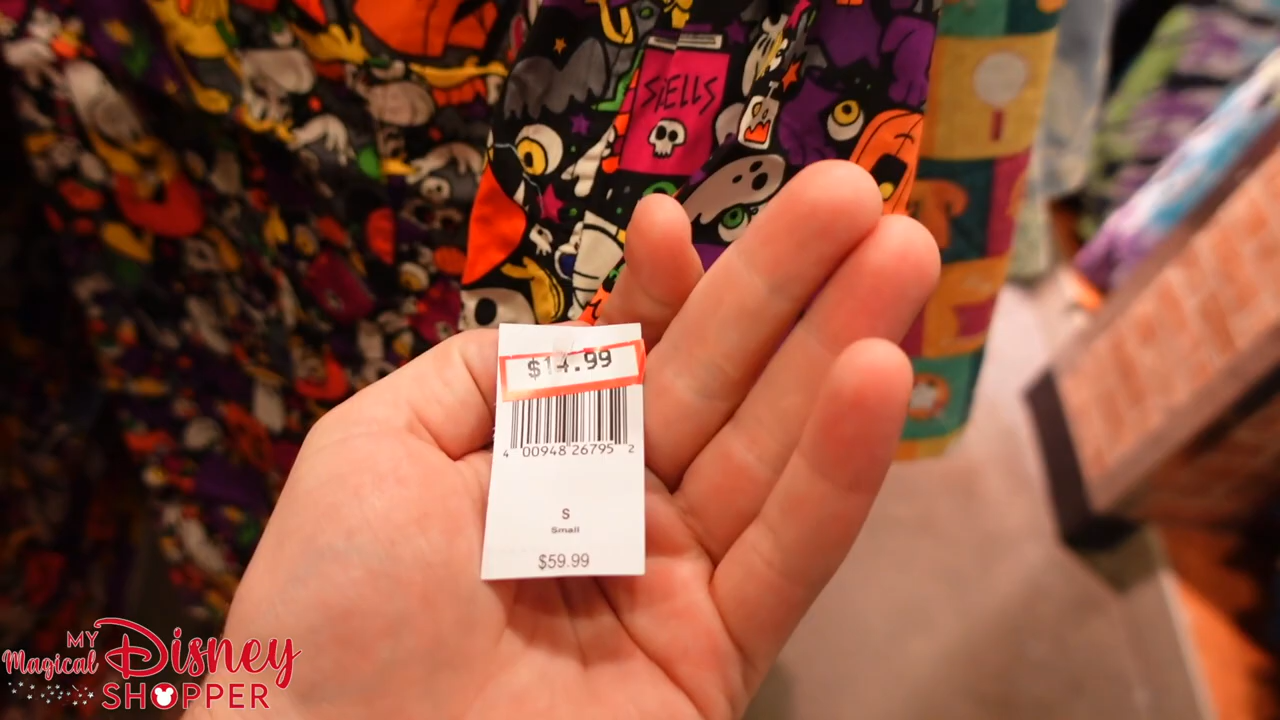 SPELLS
$14.99
4 00948 26795 2
S
Small
$59.99
MY
Magical Disney
SHOPPER